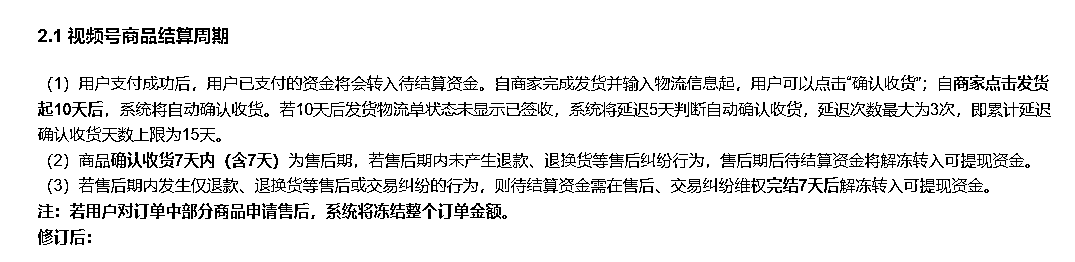 2.1 视频号商品结算周期
（1）用户支付成功后，用户已支付的资金将会转入待结算资金。自商家完成发货并输入物流信息起，用户可以点击“确认收货”；自商家点击发货
起10天后，系统将自动确认收货。若10天后发货物流单状态未显示已签收，系统将延迟5天判断自动确认收货，延迟次数最大为3次，即累计延迟
确认收货天数上限为15天。
（2）商品确认收货7天内（含7天）为售后期，若售后期内未产生退款、退换货等售后纠纷行为，售后期后待结算资金将解冻转入可提现资金。
（3）若售后期内发生仅退款、退换货等售后或交易纠纷的行为，则待结算资金需在售后、交易纠纷维权完结7天后解冻转入可提现资金。
注：若用户对订单中部分商品申请售后，系统将冻结整个订单金额。
修订后：